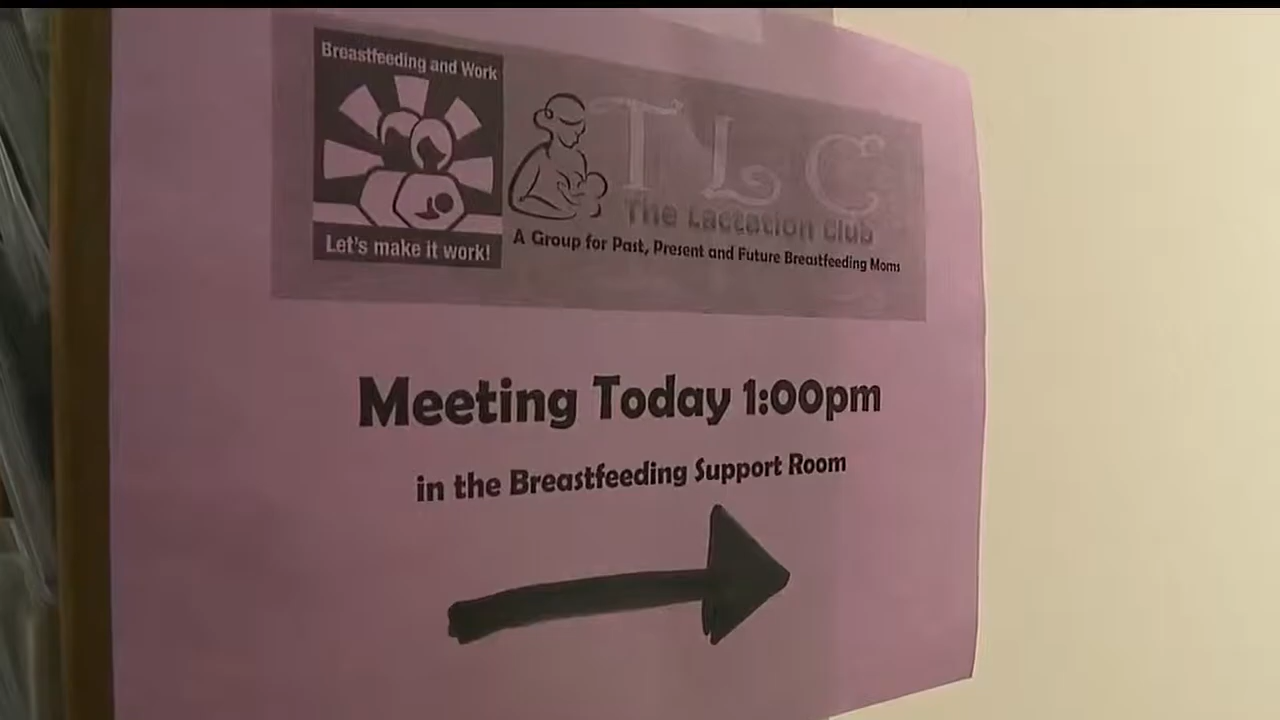 Breastfeeding and Work
Let's make it work!
TLC
The Lactation Club
A Group for Past, Present and Future Breastfeeding Moms
Meeting Today 1:00pm
in the Breastfeeding Support Room